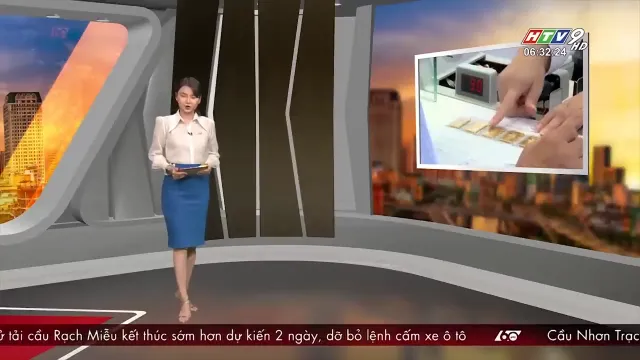 HTV9 HD
06:32:24
ử tải cầu Rạch Miễu kết thúc sớm hơn dự kiến 2 ngày, dỡ bỏ lệnh cấm xe ô tô 60 Cầu Nhơn Trạc